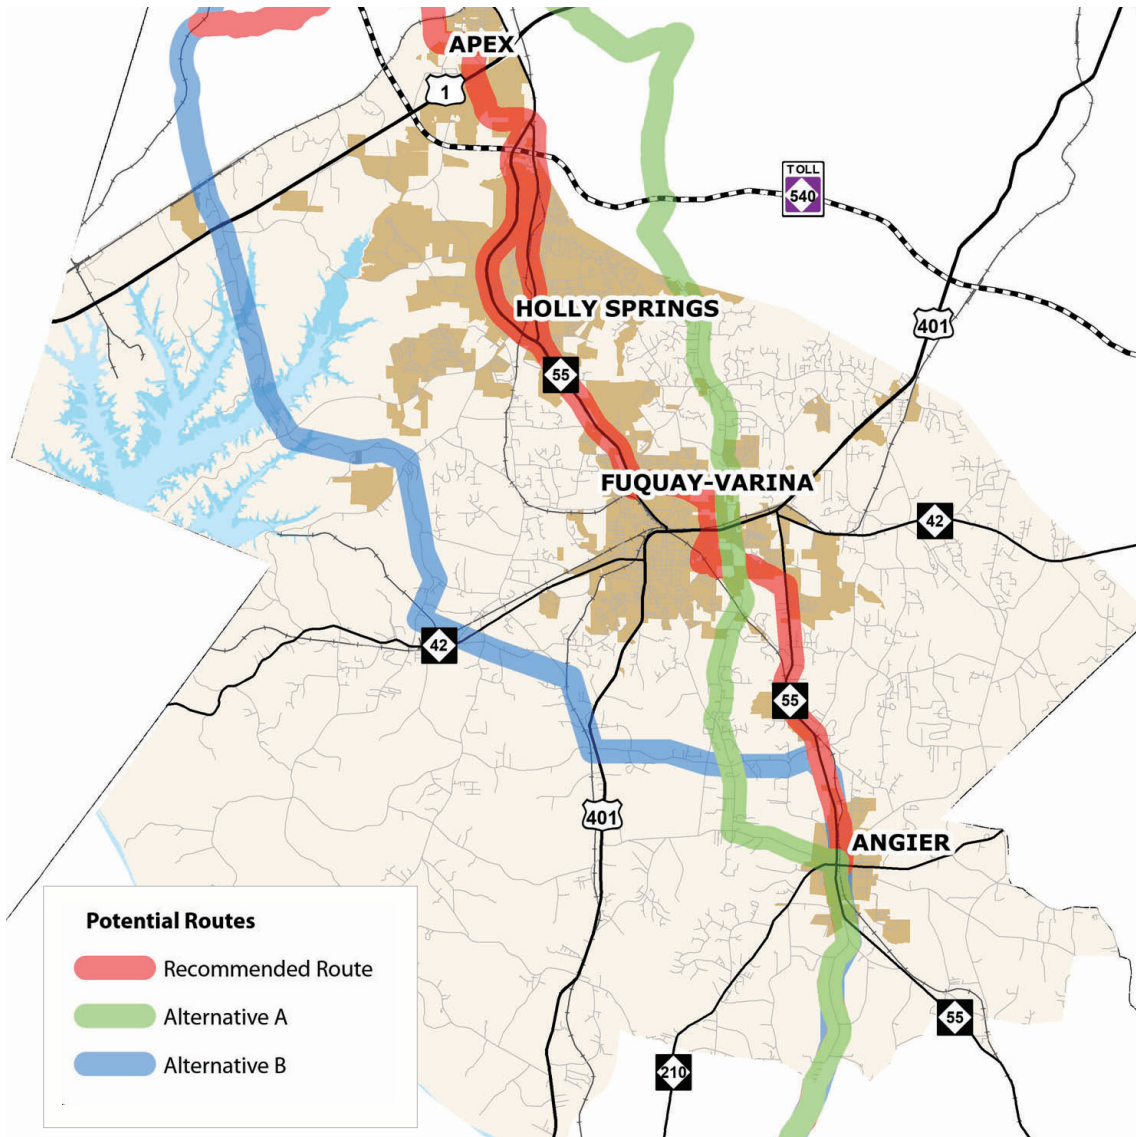 APEX
1
TOLL
540
HOLLY SPRINGS
401
55
FUQUAY-VARINA
42
42
55
401
ANGIER
Potential Routes
Recommended Route
Alternative A
Alternative B
55
210